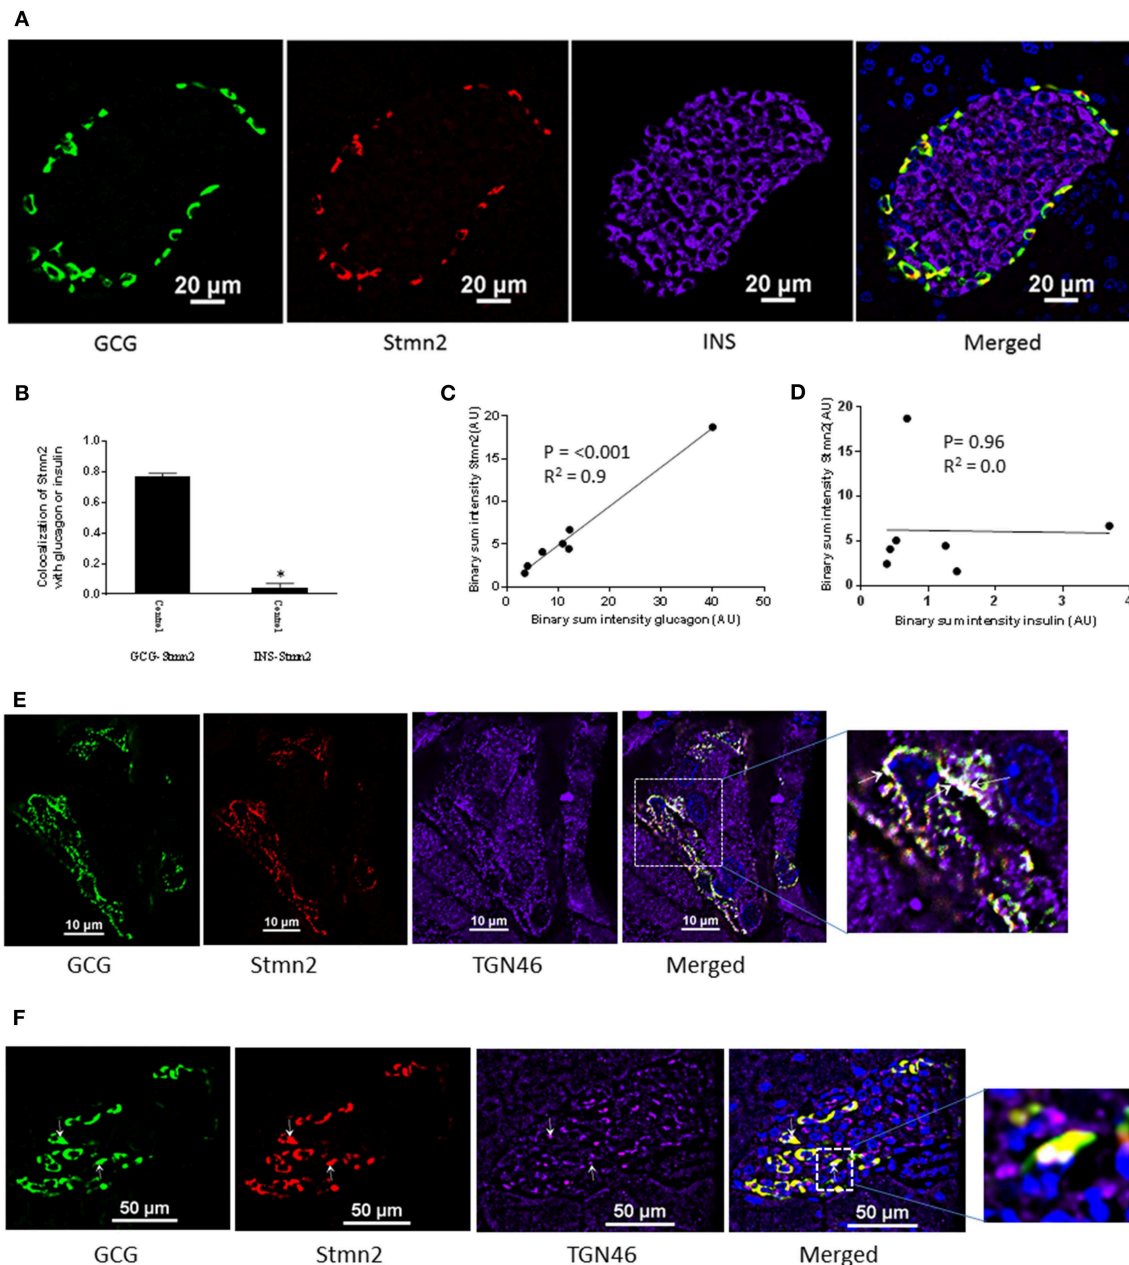 A
20 µm
20 µm
20 µm
20 µm
GCG
Stmn2
INS
Merged
B
Colocalization of Stmn2
with glucagon or insulin
1.0
0.8
0.6
0.4
0.2
0.0
*
Control
Control
GCG-Stmn2
INS-Stmn2
C
Binary sum intensity Stmn2(AU)
20
15
10
5
0
P = <0.001
R² = 0.9
0
10
20
30
40
50
Binary sum intensity glucagon (AU)
D
Binary sum intensity Stmn2(AU)
20
15
10
5
0
P= 0.96
R² = 0.0
0
1
2
3
4
Binary sum intensity insulin (AU)
E
10 µm
10 µm
10 µm
10 µm
GCG
Stmn2
TGN46
Merged
F
50 µm
50 µm
50 µm
50 µm
GCG
Stmn2
TGN46
Merged